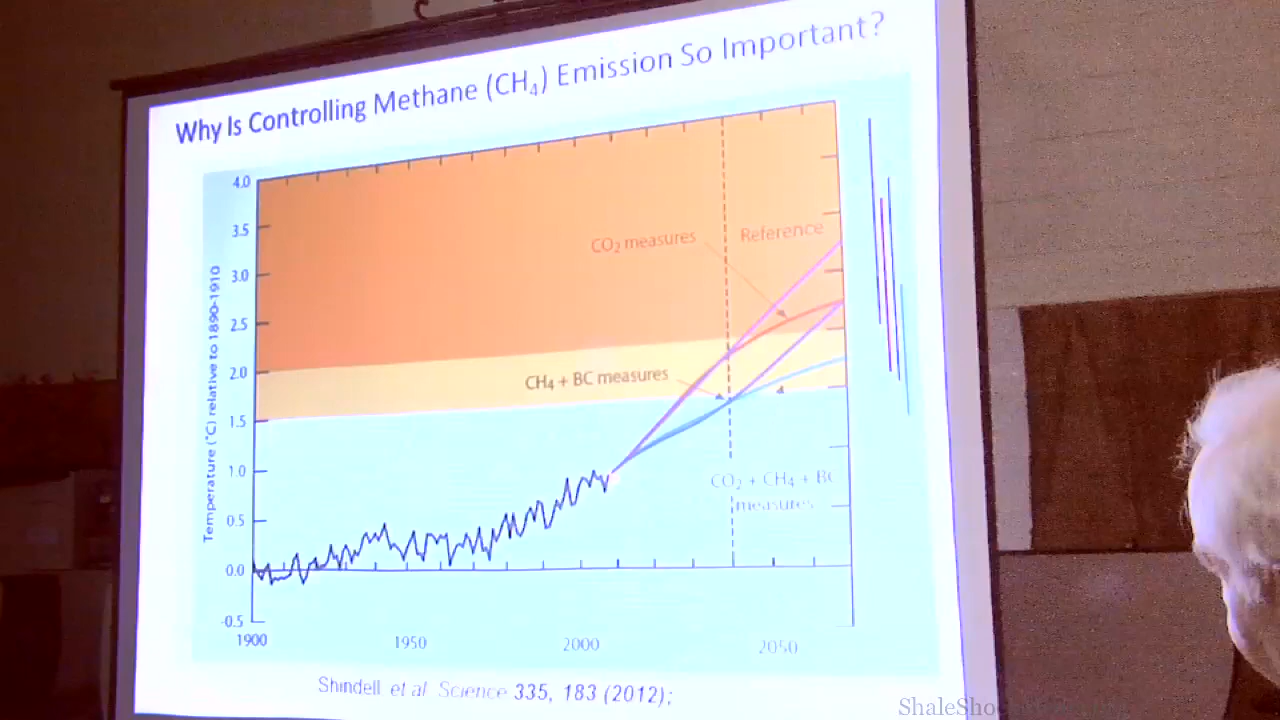 Why Is Controlling Methane (CH₄) Emission So Important?
4.0
3.5
3.0
2.5
2.0
1.5
1.0
0.5
0.0
-0.5
Temperature (°C) relative to 1890-1910
CO₂ measures
Reference
CH₄ + BC measures
CO₂ + CH₄ + BC
measures
1900
1950
2000
2050
Shindell et al Science 335, 183 (2012);